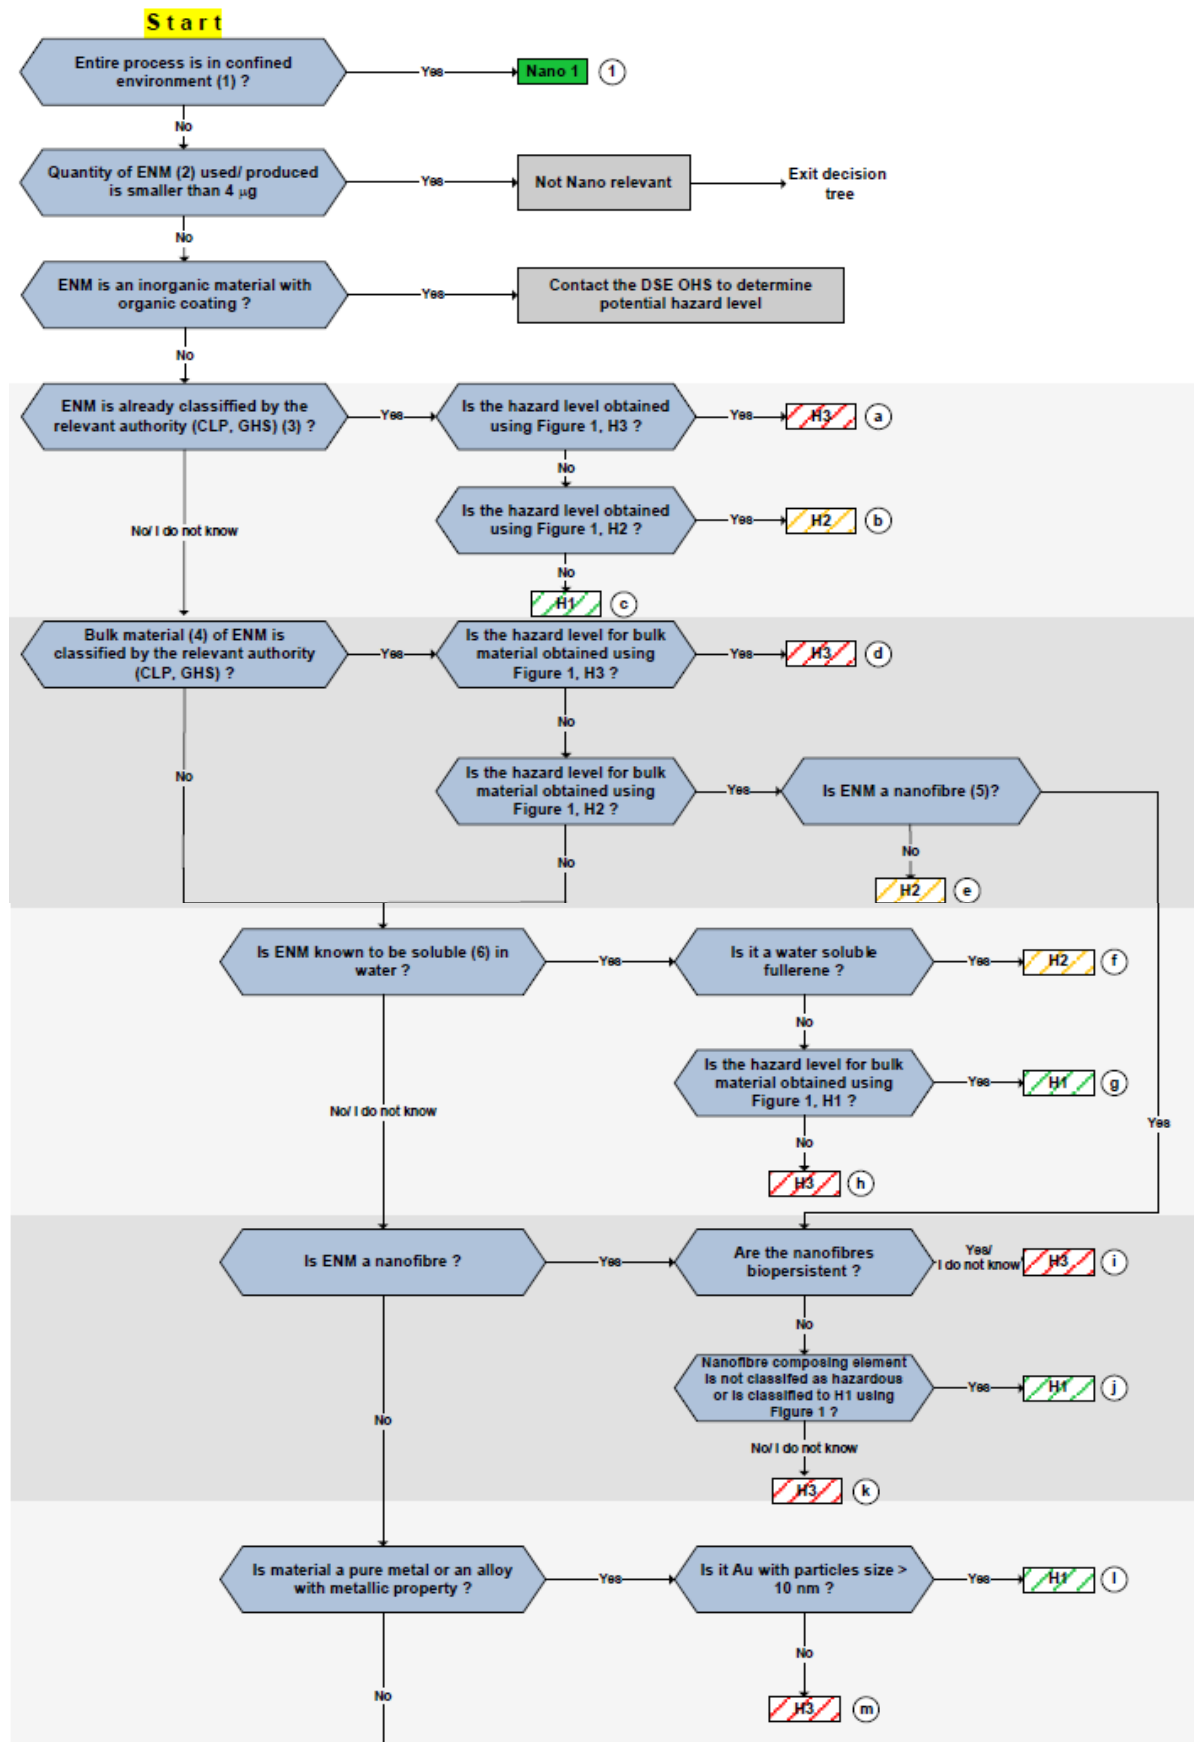 Start
Entire process is in confined
environment (1) ?
Yes
Nano 1
1
No
Quantity of ENM (2) used/ produced
is smaller than 4 μg
Yes
Not Nano relevant
Exit decision
tree
No
ENM is an inorganic material with
organic coating ?
Yes
Contact the DSE OHS to determine
potential hazard level
No
ENM is already classiffied by the
relevant authority (CLP, GHS) (3) ?
Yes
Is the hazard level obtained
using Figure 1, H3 ?
Yes
H3
a
No
Is the hazard level obtained
using Figure 1, H2 ?
Yes
H2
b
No/ I do not know
No
H1
c
Bulk material (4) of ENM is
classified by the relevant authority
(CLP, GHS) ?
Yes
Is the hazard level for bulk
material obtained using
Figure 1, H3 ?
Yes
H3
d
No
No
Is the hazard level for bulk
material obtained using
Figure 1, H2 ?
Yes
Is ENM a nanofibre (5)?
No
No
H2
e
Is ENM known to be soluble (6) in
water ?
Yes
Is it a water soluble
fullerene ?
Yes
H2
f
No
Is the hazard level for bulk
material obtained using
Figure 1, H1 ?
Yes
H1
g
No/ I do not know
Yes
No
H3
h
Is ENM a nanofibre ?
Yes
Are the nanofibres
biopersistent ?
Yes/
I do not know
H3
i
No
Nanofibre composing element
is not classifed as hazardous
or is classified to H1 using
Figure 1 ?
Yes
H1
j
No
No/ I do not know
H3
k
Is material a pure metal or an alloy
with metallic property ?
Yes
Is it Au with particles size >
10 nm ?
Yes
H1
l
No
No
H3
m